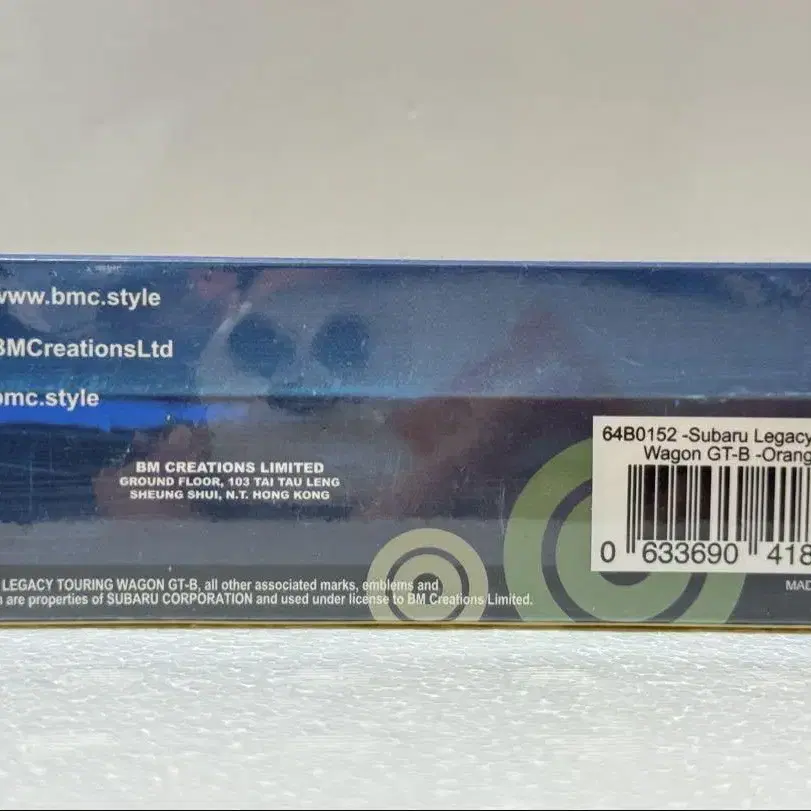 www.bmc.style
BMCreationsLtd
bmc.style
BM CREATIONS LIMITED
GROUND FLOOR, 103 TAI TAU LENG
SHEUNG SHUI, N.T. HONG KONG
LEGACY TOURING WAGON GT-B, all other associated marks, emblems and
are properties of SUBARU CORPORATION and used under license to BM Creations Limited.
64B0152 -Subaru Legacy
Wagon GT-B -Orang
0 633690 418
MAD